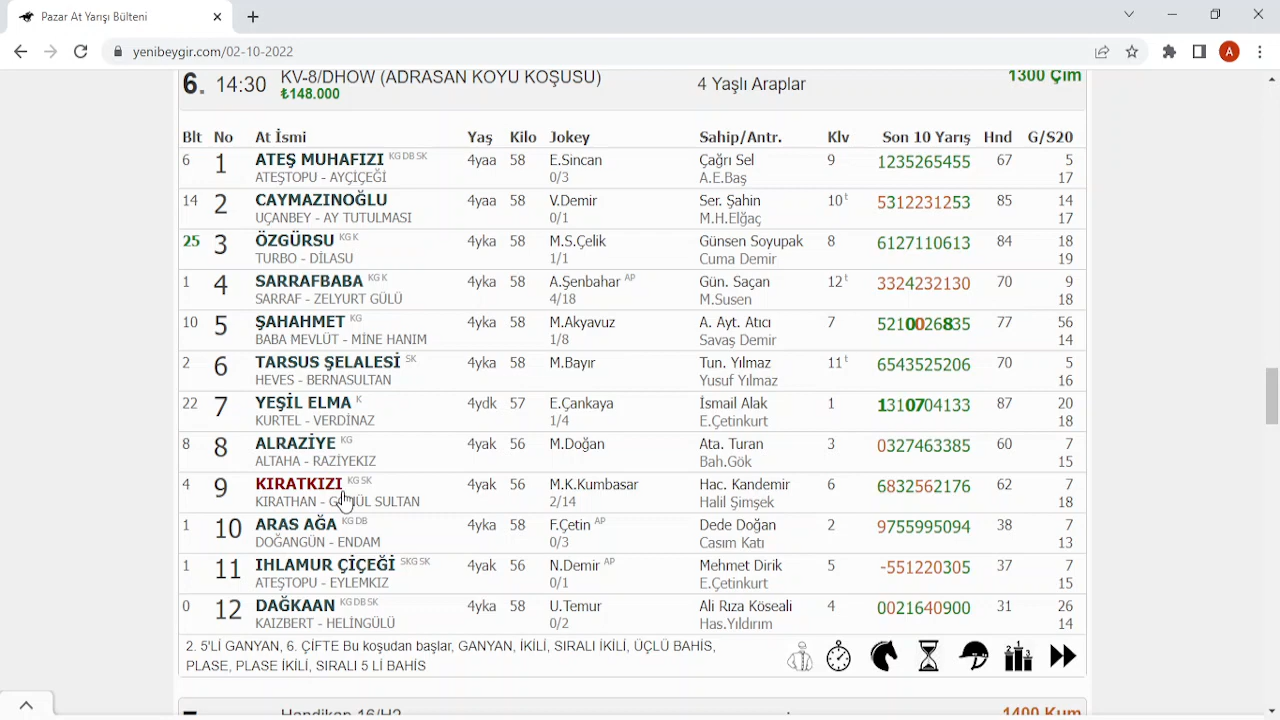 Pazar At Yarışı Bülteni
yenibeygir.com/02-10-2022
A
6. 14:30 KV-8/DHÖW (ADRASAN KOYU KOŞUSU) 4 Yaşlı Araplar 1300 Çim
₺148.000
Blt No At İsmi Yaş Kilo Jokey Sahip/Antr. Klv Son 10 Yarış Hnd G/S20
6 1 ATEŞ MUHAFIZI KG DB SK 4yaa 58 E.Sincan Çağrı Sel 9 1235265455 67 5
ATEŞTOPU - AYÇİÇEĞİ 0/3 A.E.Baş 17
14 2 CAYMAZINOĞLU 4yaa 58 V.Demir Ser. Şahin 10 t 5312231253 85 14
UÇANBEY - AY TUTULMASI 0/1 M.H.Elğaç 17
25 3 ÖZGÜRSU KG K 4yka 58 M.S.Çelik Günsen Soyupak 8 6127110613 84 18
TURBO - DİLASU 1/1 Cuma Demir 19
1 4 SARRAFBABA KG K 4yka 58 A.Şenbahar AP Gün. Saçan 12 t 3324232130 70 9
SARRAF - ZELYURT GÜLÜ 4/18 M.Susen 18
10 5 ŞAHAHMET KG 4yka 58 M.Akyavuz A. Ayt. Atıcı 7 5210026835 77 56
BABA MEVLÜT - MİNE HANIM 1/8 Savaş Demir 14
2 6 TARSUS ŞELALESİ SK 4yka 58 M.Bayır Tun. Yılmaz 11 t 6543525206 70 5
HEVES - BERNASULTAN Yusuf Yılmaz 16
22 7 YEŞİL ELMA K 4ydk 57 E.Çankaya İsmail Alak 1 1310704133 87 20
KURTEL - VERDİNAZ 1/4 E.Çetinkurt 18
8 8 ALRAZİYE KG 4yak 56 M.Doğan Ata. Turan 3 0327463385 60 7
ALTAHA - RAZİYEKIZ Bah.Gök 15
4 9 KIRATKIZI KG SK 4yak 56 M.K.Kumbasar Hac. Kandemir 6 6832562176 62 7
KIRATHAN - GÖNÜL SULTAN 2/14 Halil Şimşek 18
1 10 ARAS AĞA KG DB 4yka 58 F.Çetin AP Dede Doğan 2 9755995094 38 7
DOĞANGÜN - ENDAM 0/3 Casım Katı 13
1 11 IHLAMUR ÇİÇEĞİ SKG SK 4yak 56 N.Demir AP Mehmet Dirik 5 -551220305 37 7
ATEŞTOPU - EYLEMKIZ 0/1 E.Çetinkurt 15
0 12 DAĞKAAN KG DB SK 4yka 58 U.Temur Ali Rıza Köseali 4 0021640900 31 26
KAIZBERT - HELİNGÜLÜ 0/2 Has.Yıldırım 14
2. 5'Lİ GANYAN, 6. ÇİFTE Bu koşudan başlar, GANYAN, İKİLİ, SIRALI İKİLİ, ÜÇLÜ BAHİS,
PLASE, PLASE İKİLİ, SIRALI 5 Lİ BAHİS
Handikap 16/H2 1400 Kum